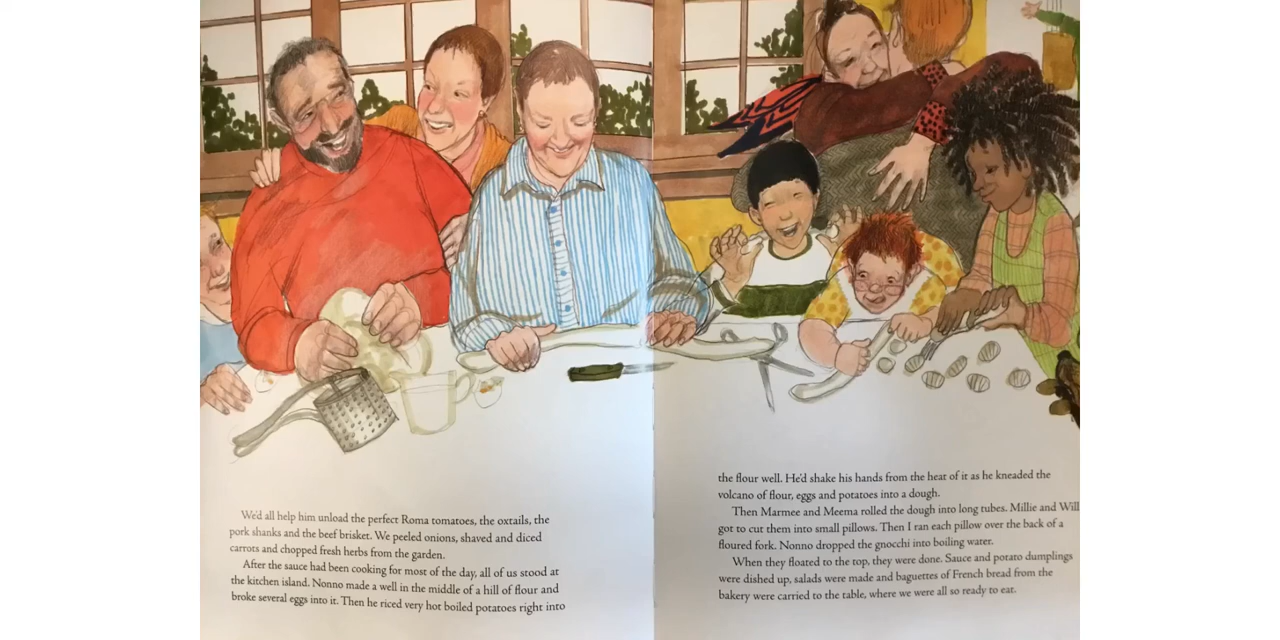 We'd all help him unload the perfect Roma tomatoes, the oxtails, the
pork shanks and the beef brisket. We peeled onions, shaved and diced
carrots and chopped fresh herbs from the garden.
After the sauce had been cooking for most of the day, all of us stood at
the kitchen island. Nonno made a well in the middle of a hill of flour and
broke several eggs into it. Then he riced very hot boiled potatoes right into
the flour well. He'd shake his hands from the heat of it as he kneaded the
volcano of flour, eggs and potatoes into a dough.
Then Marmee and Meema rolled the dough into long tubes. Millie and Will
got to cut them into small pillows. Then I ran each pillow over the back of a
floured fork. Nonno dropped the gnocchi into boiling water.
When they floated to the top, they were done. Sauce and potato dumplings
were dished up, salads were made and baguettes of French bread from the
bakery were carried to the table, where we were all so ready to eat.